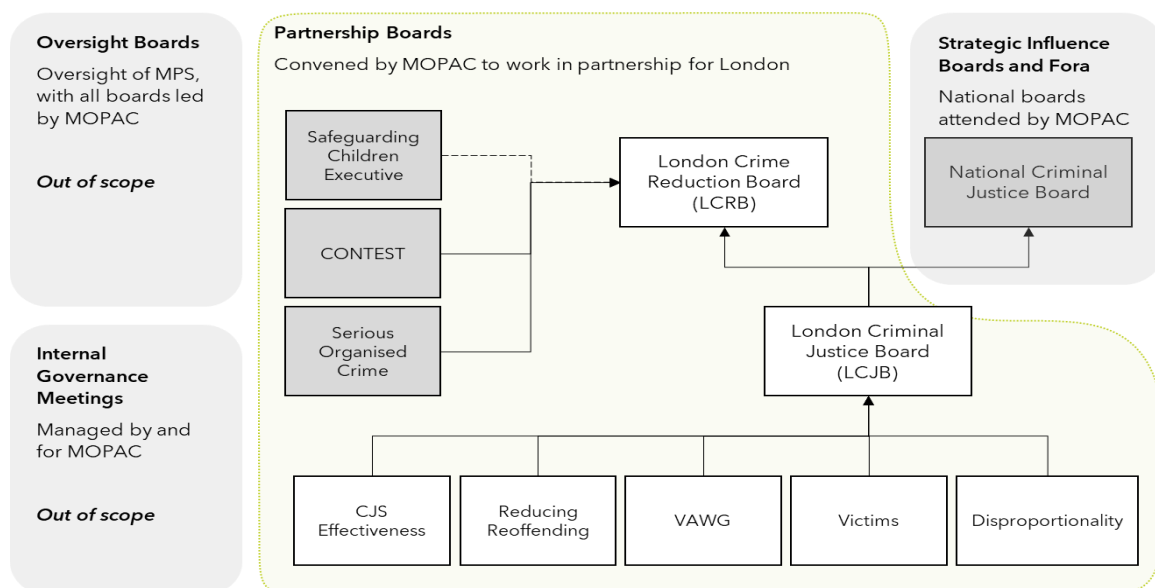 Oversight Boards
Oversight of MPS,
with all boards led
by MOPAC
Out of scope
Internal
Governance
Meetings
Managed by and
for MOPAC
Out of scope
Partnership Boards
Convened by MOPAC to work in partnership for London
Safeguarding
Children
Executive
CONTEST
Serious
Organised
Crime
London Crime
Reduction Board
(LCRB)
London Criminal
Justice Board
(LCJB)
CJS
Effectiveness
Reducing
Reoffending
VAWG
Victims
Disproportionality
Strategic Influence
Boards and Fora
National boards
attended by MOPAC
National Criminal
Justice Board